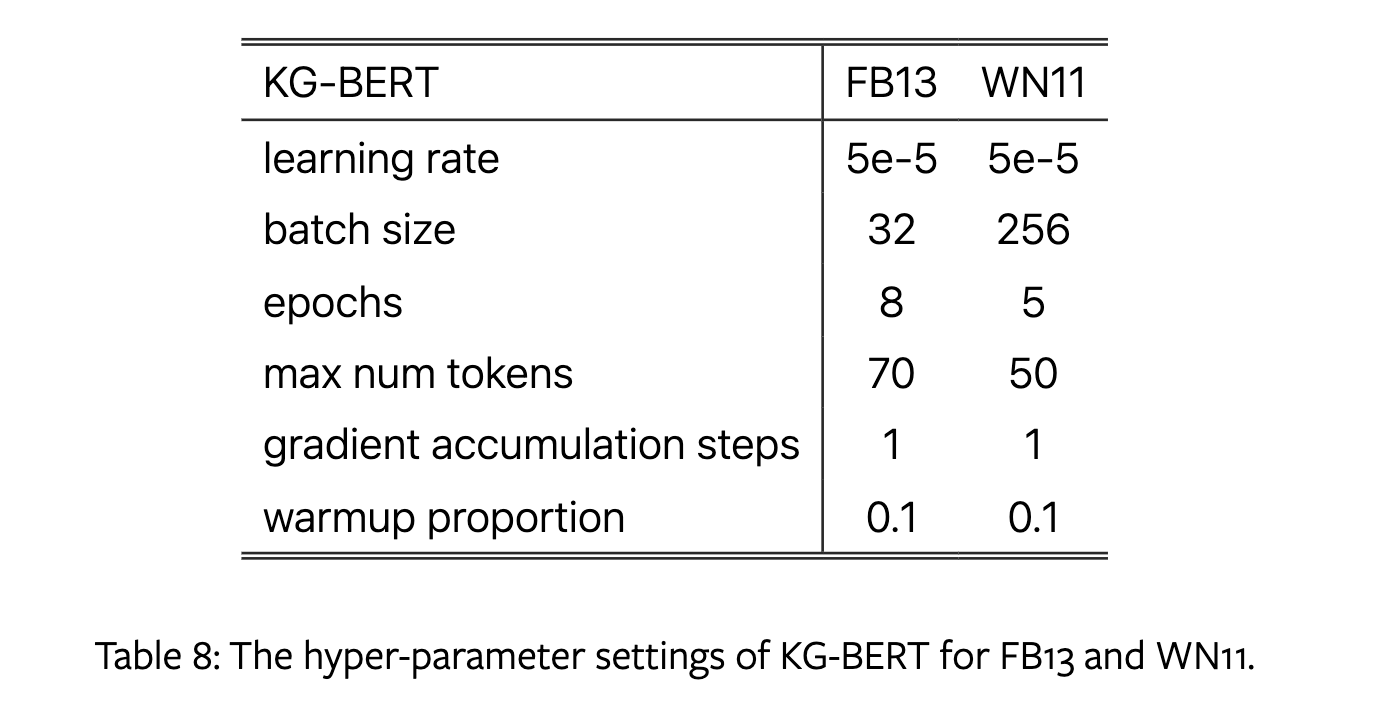 KG-BERT FB13 WN11
learning rate 5e-5 5e-5
batch size 32 256
epochs 8 5
max num tokens 70 50
gradient accumulation steps 1 1
warmup proportion 0.1 0.1
Table 8: The hyper-parameter settings of KG-BERT for FB13 and WN11.